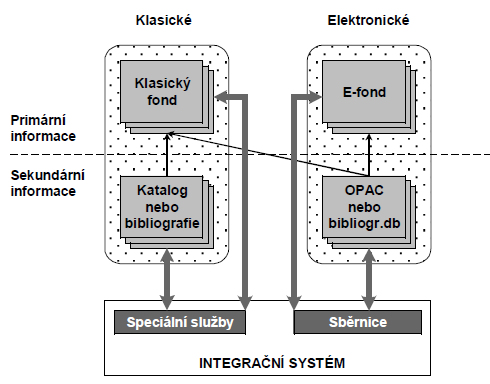 Klasické
Elektronické
Klasický
fond
E-fond
Primární
informace
Sekundární
informace
Katalog
nebo
bibliografie
OPAC
nebo
bibliogr.db
Speciální služby
Sběrnice
INTEGRAČNÍ SYSTÉM